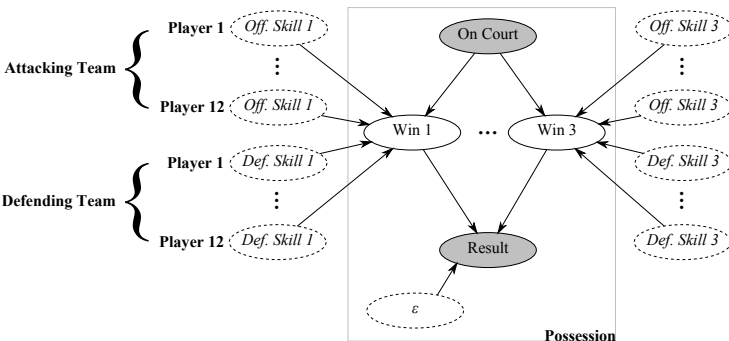 Player 1 Off. Skill 1 On Court Off. Skill 3
Attacking Team { ⋮ ⋮
Player 12 Off. Skill 1 Win 1 ... Win 3 Off. Skill 3
Player 1 Def. Skill 1 Def. Skill 3
Defending Team { ⋮ ⋮
Player 12 Def. Skill 1 Result Def. Skill 3
ε
Possession